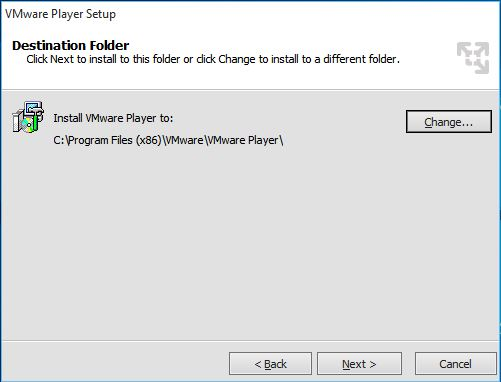 VMware Player Setup
Destination Folder
Click Next to install to this folder or click Change to install to a different folder.
Install VMware Player to:
Change...
C:\Program Files (x86)\VMware\VMware Player\
< Back
Next >
Cancel